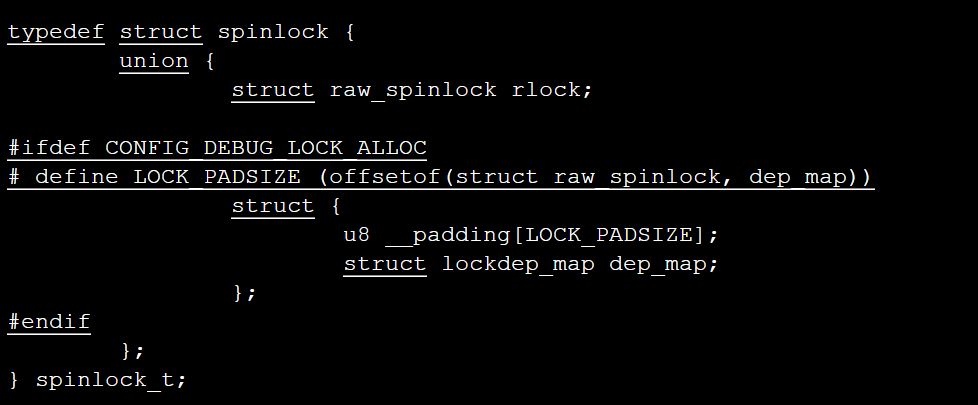 typedef struct spinlock {
union {
struct raw_spinlock rlock;
#ifdef CONFIG_DEBUG_LOCK_ALLOC
# define LOCK_PADSIZE (offsetof(struct raw_spinlock, dep_map))
struct {
u8 __padding[LOCK_PADSIZE];
struct lockdep_map dep_map;
};
#endif
};
} spinlock_t;